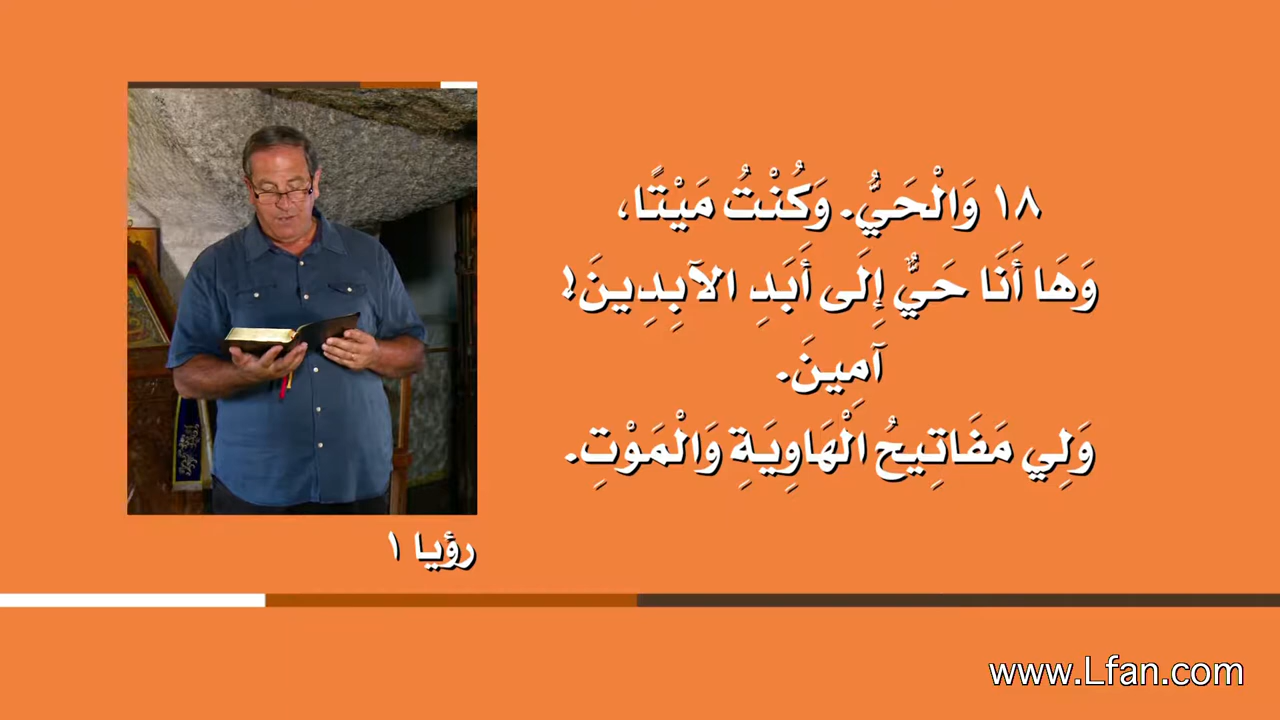 ١٨ وَالْحَيُّ. وَكُنْتُ مَيْتًا،
وَهَا أَنَا حَيٌّ إِلَى أَبَدِ الآبِدِينَ!
آمِينَ.
وَلِي مَفَاتِيحُ الْهَاوِيَةِ وَالْمَوْتِ.
رؤيا ١
www.Lfan.com